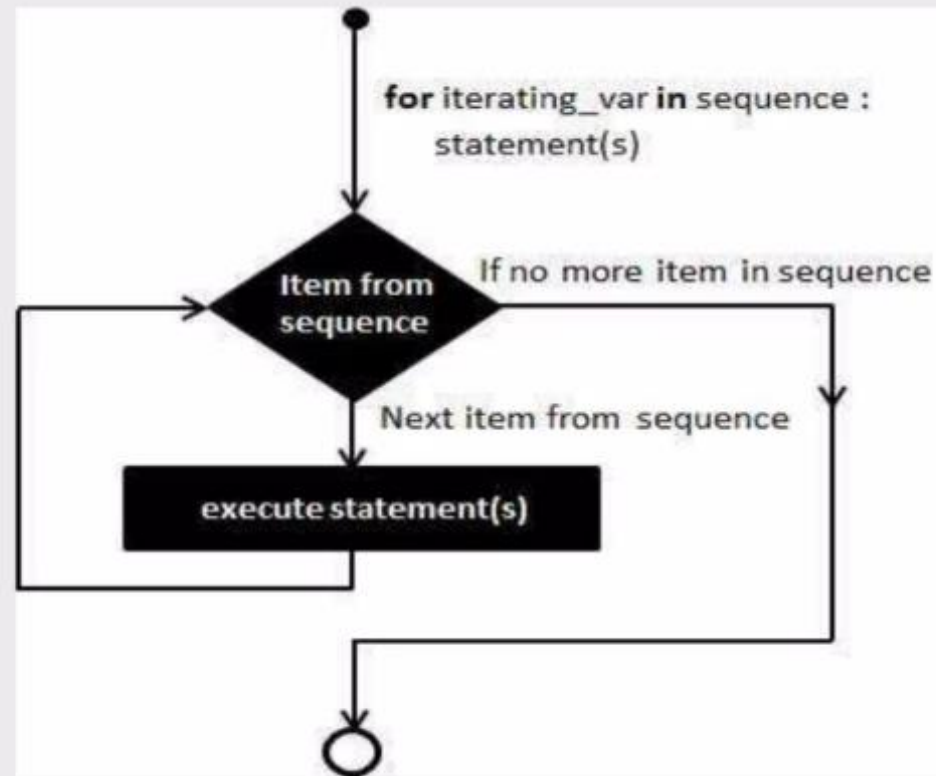 for iterating_var in sequence :
statement(s)
If no more item in sequence
Item from
sequence
Next item from sequence
execute statement(s)